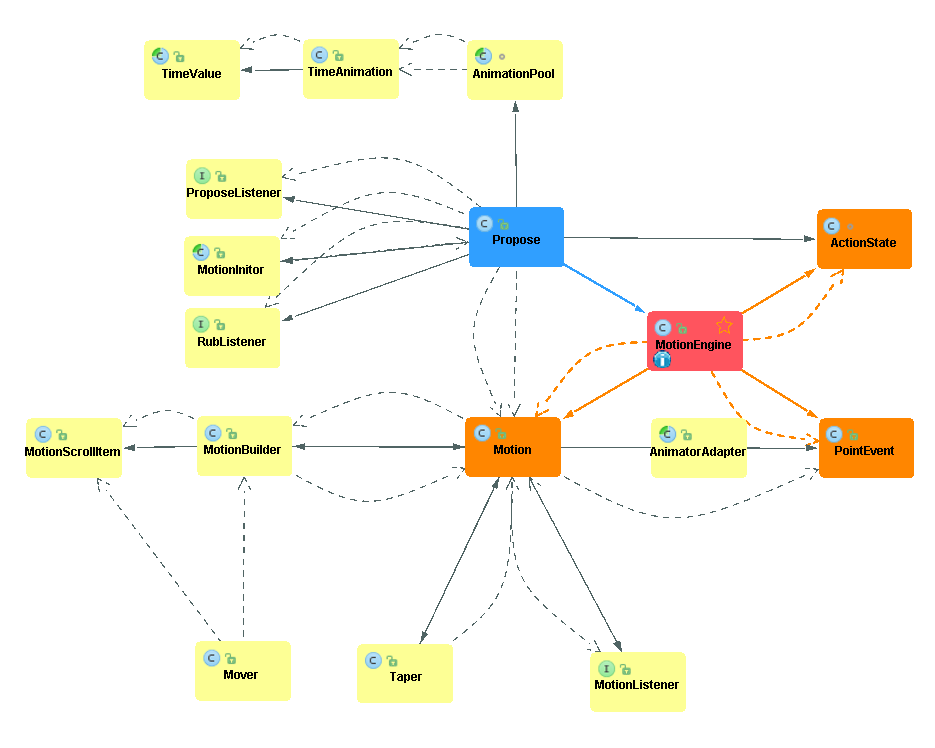 TimeValue
TimeAnimation
AnimationPool
ProposeListener
Propose
ActionState
MotionInitor
RubListener
MotionEngine
MotionScrollItem
MotionBuilder
Motion
AnimatorAdapter
PointEvent
Mover
Taper
MotionListener